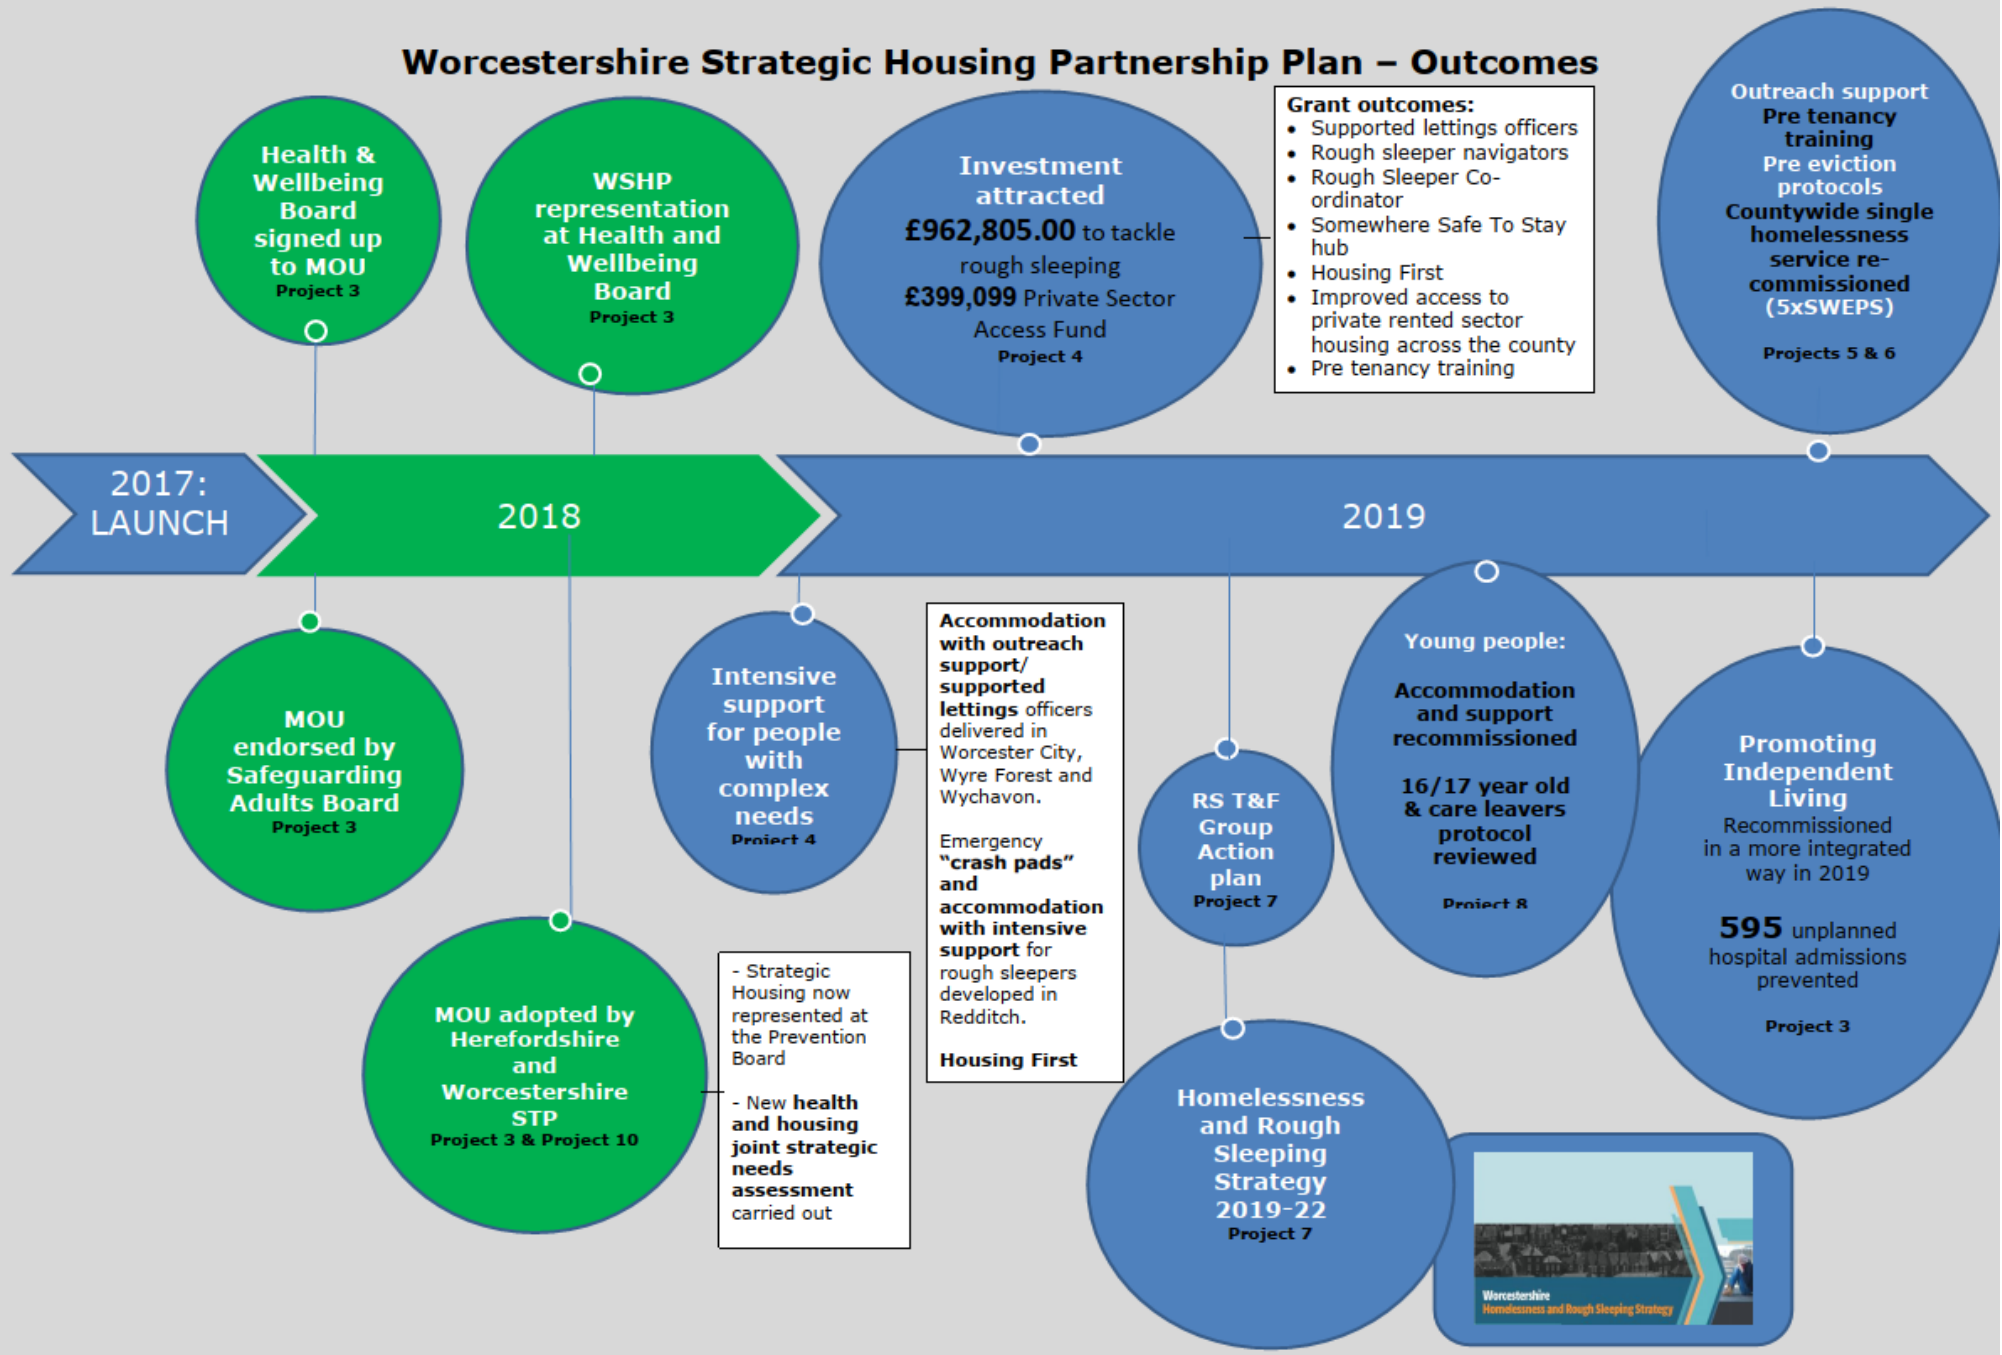 Worcestershire Strategic Housing Partnership Plan – Outcomes
Health &
Wellbeing
Board
signed up
to MOU
Project 3
WSHP
representation
at Health and
Wellbeing
Board
Project 3
Investment
attracted
£962,805.00 to tackle
rough sleeping
£399,099 Private Sector
Access Fund
Project 4
Grant outcomes:
• Supported lettings officers
• Rough sleeper navigators
• Rough Sleeper Co-
ordinator
• Somewhere Safe To Stay
hub
• Housing First
• Improved access to
private rented sector
housing across the county
• Pre tenancy training
Outreach support
Pre tenancy
training
Pre eviction
protocols
Countywide single
homelessness
service re-
commissioned
(5xSWEPS)
Projects 5 & 6
2017:
LAUNCH
2018
2019
MOU
endorsed by
Safeguarding
Adults Board
Project 3
MOU adopted by
Herefordshire
and
Worcestershire
STP
Project 3 & Project 10
- Strategic
Housing now
represented at
the Prevention
Board
- New health
and housing
joint strategic
needs
assessment
carried out
Intensive
support
for people
with
complex
needs
Project 4
Accommodation
with outreach
support/
supported
lettings officers
delivered in
Worcester City,
Wyre Forest and
Wychavon.
Emergency
“crash pads”
and
accommodation
with intensive
support for
rough sleepers
developed in
Redditch.
Housing First
RS T&F
Group
Action
plan
Project 7
Homelessness
and Rough
Sleeping
Strategy
2019-22
Project 7
Young people:
Accommodation
and support
recommissioned
16/17 year old
& care leavers
protocol
reviewed
Project 8
Promoting
Independent
Living
Recommissioned
in a more integrated
way in 2019
595 unplanned
hospital admissions
prevented
Project 3
Worcestershire
Homelessness and Rough Sleeping Strategy